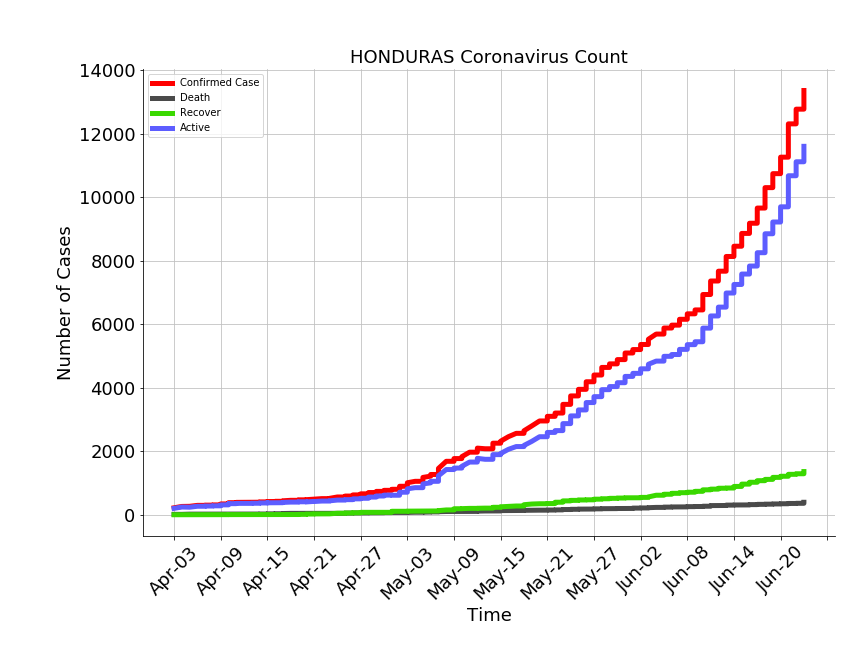 HONDURAS Coronavirus Count
Confirmed Case
Death
Recover
Active
14000
12000
10000
8000
6000
4000
2000
0
Number of Cases
Apr-03
Apr-09
Apr-15
Apr-21
Apr-27
May-03
May-09
May-15
May-21
May-27
Jun-02
Jun-08
Jun-14
Jun-20
Time